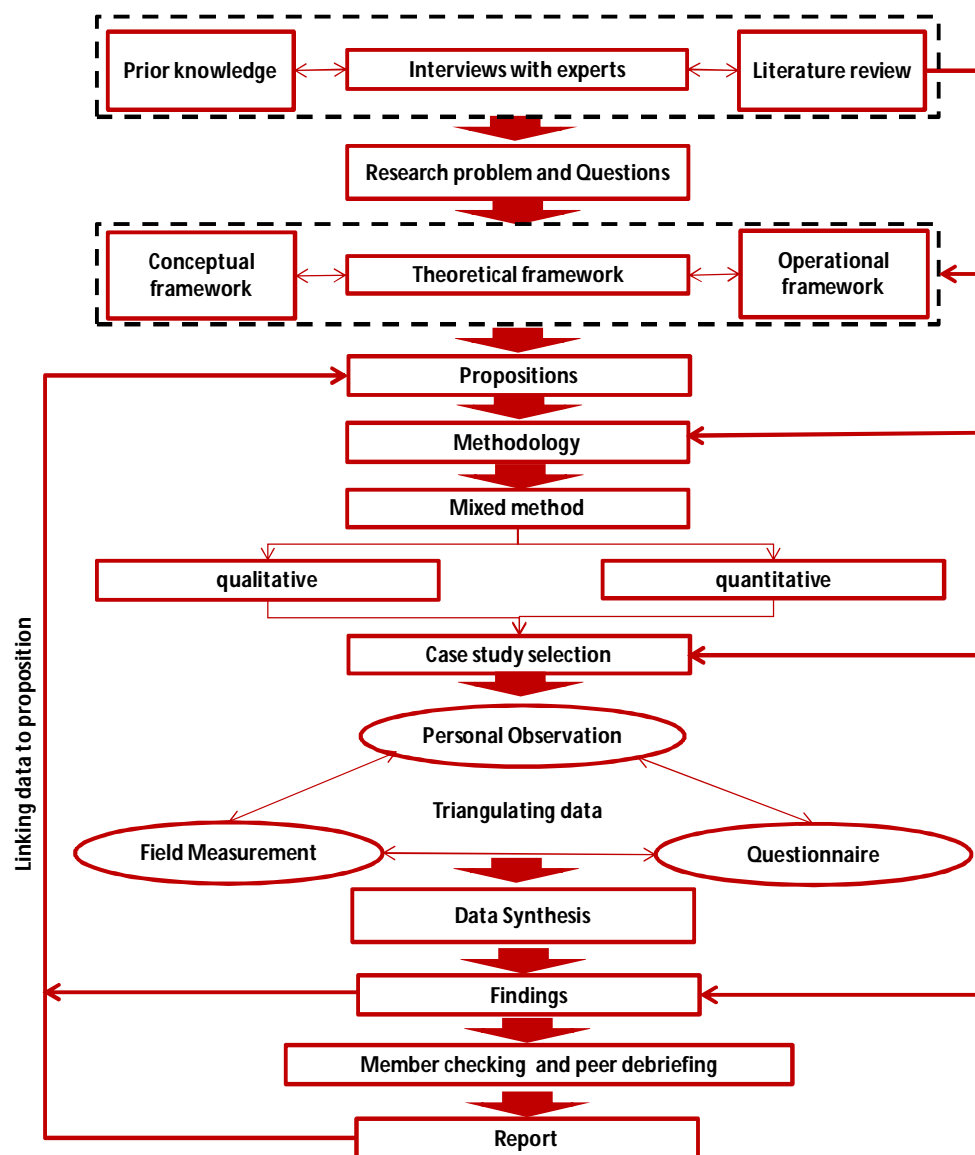 Prior knowledge
Interviews with experts
Literature review
Research problem and Questions
Conceptual
framework
Theoretical framework
Operational
framework
Propositions
Methodology
Mixed method
qualitative
quantitative
Case study selection
Personal Observation
Triangulating data
Field Measurement
Questionnaire
Linking data to proposition
Data Synthesis
Findings
Member checking and peer debriefing
Report